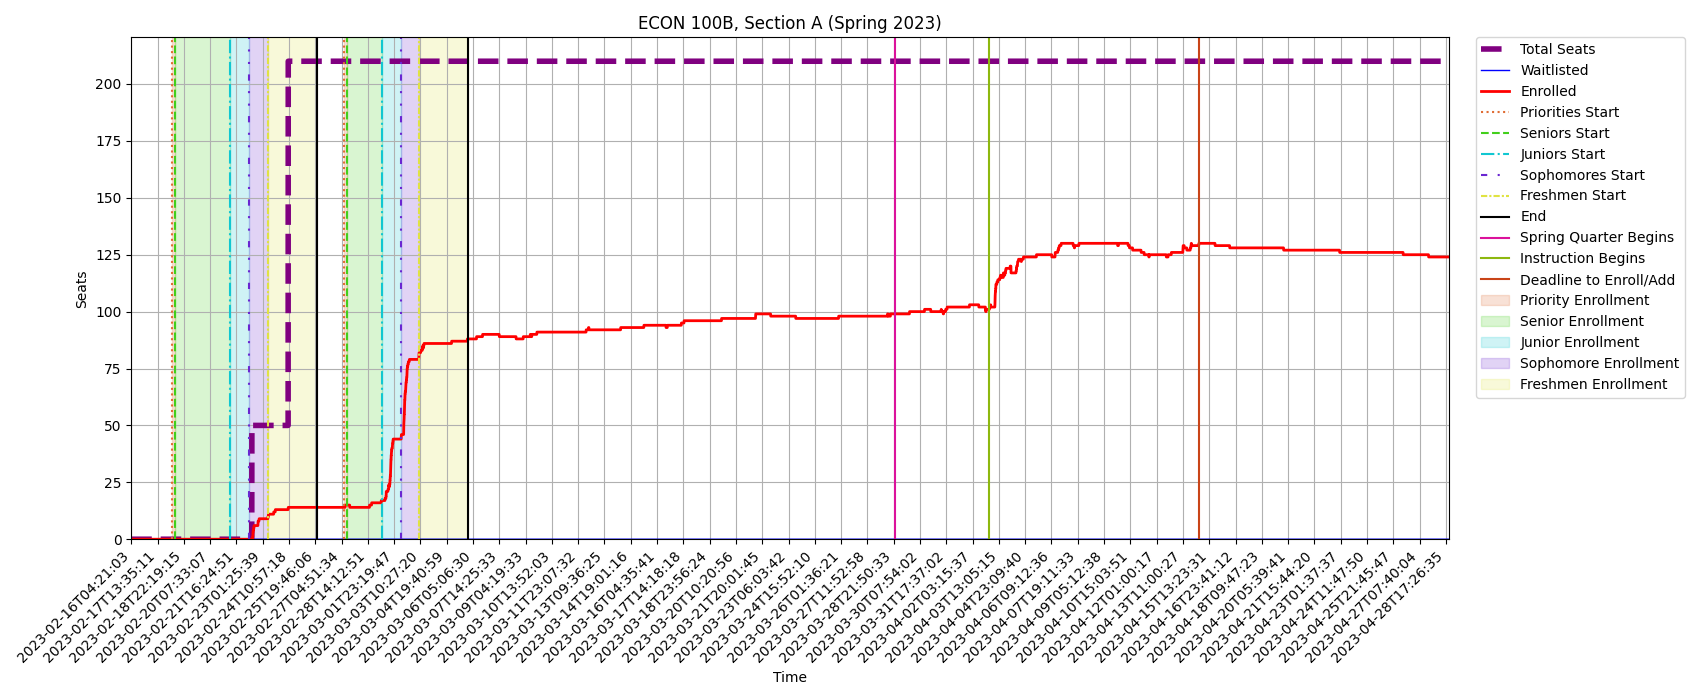 ECON 100B, Section A (Spring 2023)
Seats
200
175
150
125
100
75
50
25
0
2023-02-16T04:21:03
2023-02-17T13:35:11
2023-02-18T22:19:15
2023-02-20T07:33:07
2023-02-21T16:24:51
2023-02-23T01:25:39
2023-02-24T10:57:18
2023-02-25T19:46:06
2023-02-27T04:51:34
2023-02-28T14:12:51
2023-03-01T23:19:47
2023-03-03T10:27:20
2023-03-04T19:40:59
2023-03-06T05:06:30
2023-03-07T14:25:33
2023-03-09T04:19:33
2023-03-10T13:52:03
2023-03-11T23:07:32
2023-03-13T09:36:25
2023-03-14T19:01:16
2023-03-16T04:35:41
2023-03-17T14:18:18
2023-03-18T23:56:24
2023-03-20T10:20:56
2023-03-21T20:01:45
2023-03-23T06:03:42
2023-03-24T15:52:10
2023-03-26T01:36:21
2023-03-27T11:52:58
2023-03-28T21:50:33
2023-03-30T07:54:02
2023-03-31T17:37:02
2023-04-02T03:15:37
2023-04-03T13:05:15
2023-04-04T23:09:40
2023-04-06T09:12:36
2023-04-07T19:11:33
2023-04-09T05:12:38
2023-04-10T15:03:51
2023-04-12T01:00:17
2023-04-13T11:00:27
2023-04-15T13:23:31
2023-04-16T23:41:12
2023-04-18T09:47:23
2023-04-20T05:39:41
2023-04-21T15:44:20
2023-04-23T01:37:37
2023-04-24T11:47:50
2023-04-25T21:45:47
2023-04-27T07:40:04
2023-04-28T17:26:35
Time
Total Seats
Waitlisted
Enrolled
Priorities Start
Seniors Start
Juniors Start
Sophomores Start
Freshmen Start
End
Spring Quarter Begins
Instruction Begins
Deadline to Enroll/Add
Priority Enrollment
Senior Enrollment
Junior Enrollment
Sophomore Enrollment
Freshmen Enrollment